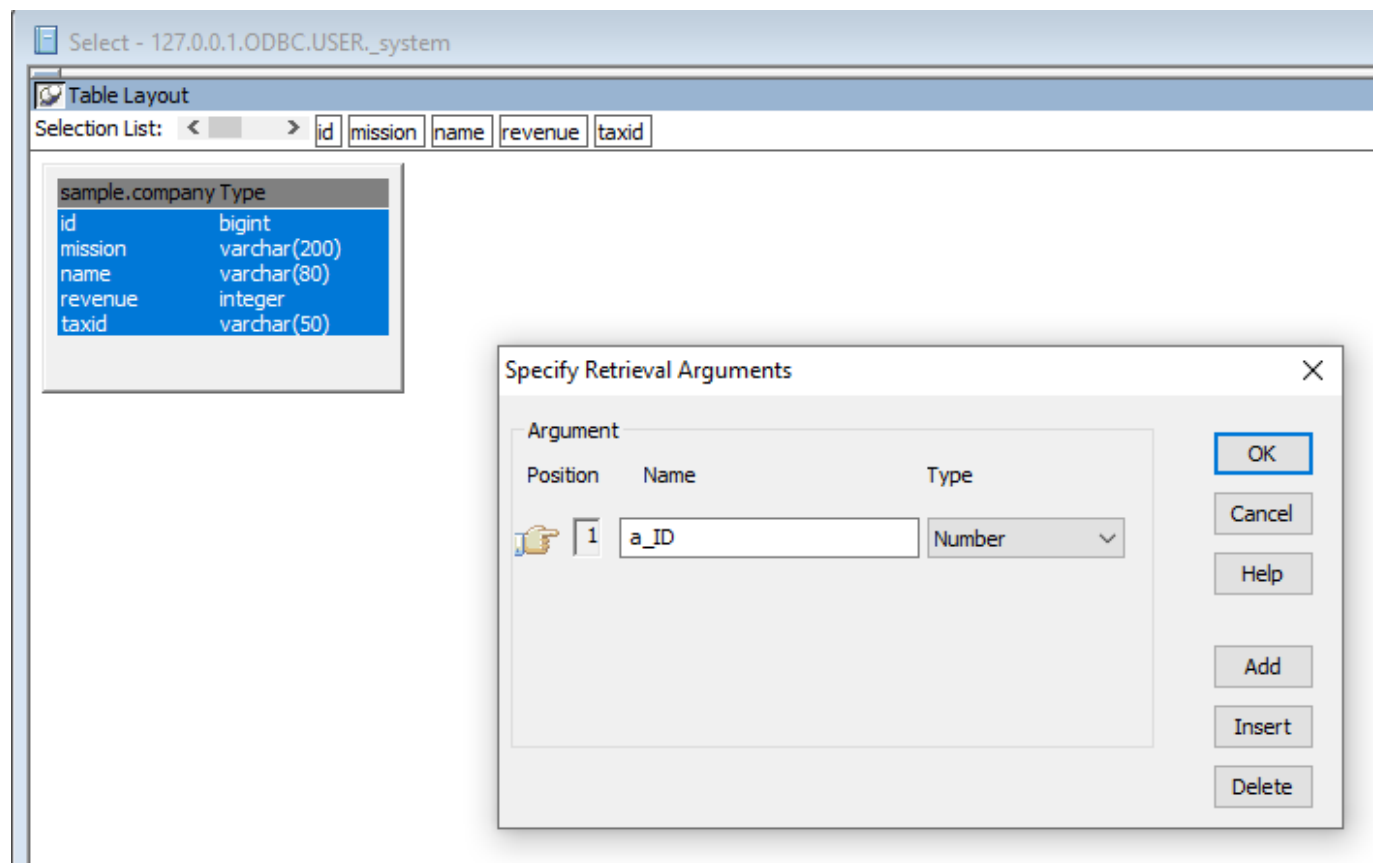 Select - 127.0.0.1.ODBC.USER._system
Table Layout
Selection List: < > id mission name revenue taxid
sample.company Type
id bigint
mission varchar(200)
name varchar(80)
revenue integer
taxid varchar(50)
Specify Retrieval Arguments
Argument
Position Name Type
1 a_ID Number
OK
Cancel
Help
Add
Insert
Delete